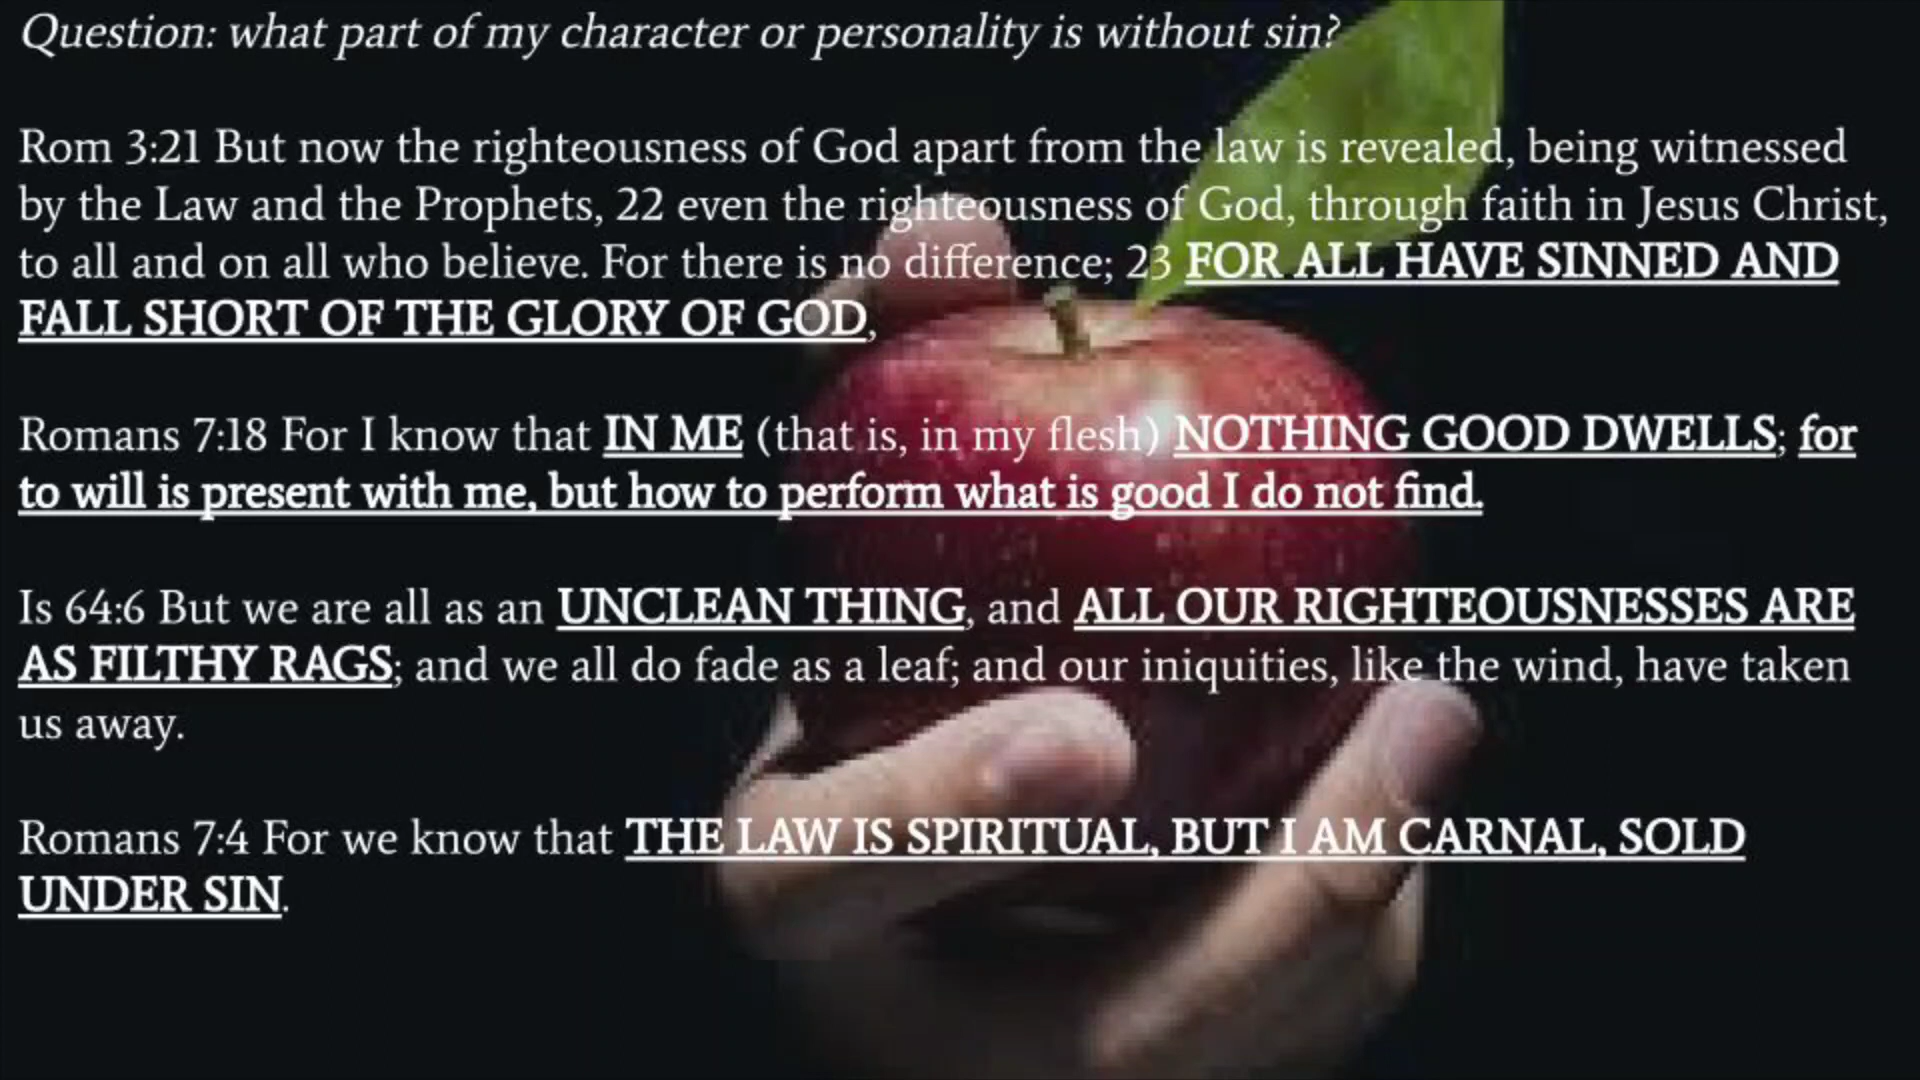 Question: what part of my character or personality is without sin?
Rom 3:21 But now the righteousness of God apart from the law is revealed, being witnessed
by the Law and the Prophets, 22 even the righteousness of God, through faith in Jesus Christ,
to all and on all who believe. For there is no difference; 23 FOR ALL HAVE SINNED AND
FALL SHORT OF THE GLORY OF GOD,
Romans 7:18 For I know that IN ME (that is, in my flesh) NOTHING GOOD DWELLS; for
to will is present with me, but how to perform what is good I do not find.
Is 64:6 But we are all as an UNCLEAN THING, and ALL OUR RIGHTEOUSNESSES ARE
AS FILTHY RAGS; and we all do fade as a leaf; and our iniquities, like the wind, have taken
us away.
Romans 7:4 For we know that THE LAW IS SPIRITUAL, BUT I AM CARNAL, SOLD
UNDER SIN.